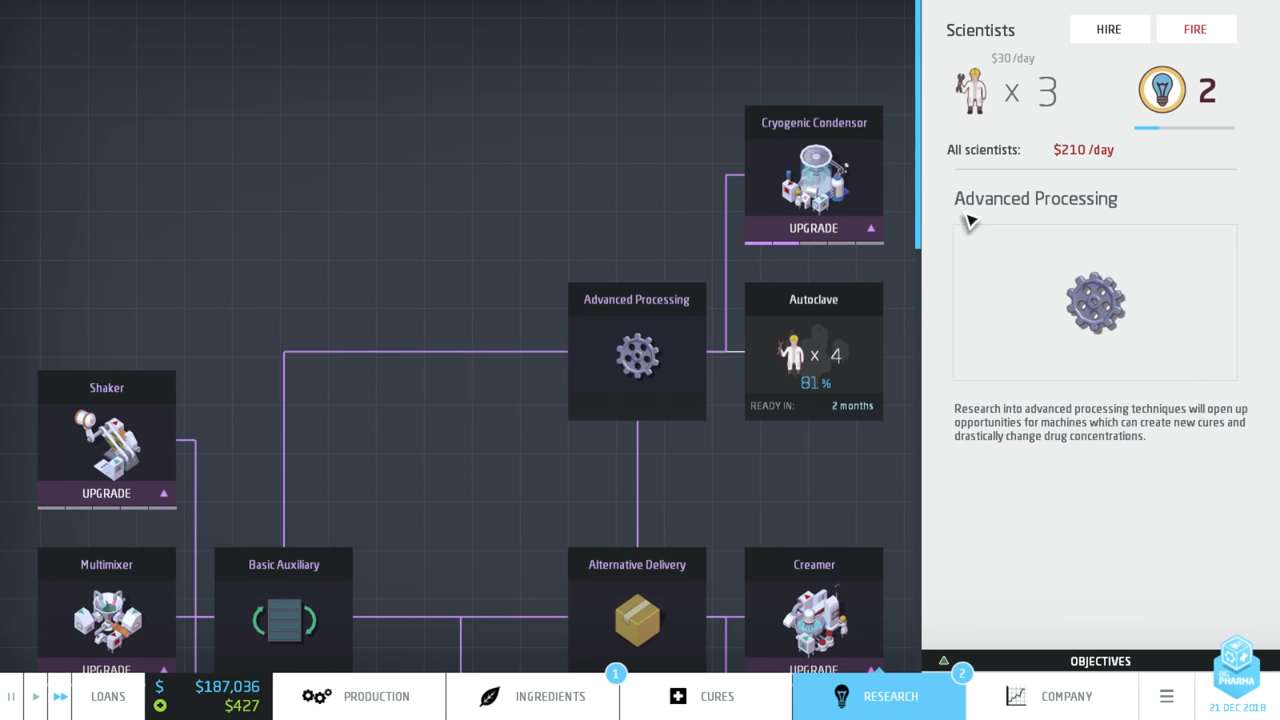 Scientists
HIRE
FIRE
$30/day
x 3
2
All scientists:
$210 /day
Cryogenic Condensor
UPGRADE
Advanced Processing
Research into advanced processing techniques will open up
opportunities for machines which can create new cures and
drastically change drug concentrations.
Advanced Processing
Autoclave
x 4
81 %
READY IN:
2 months
Shaker
UPGRADE
Multimixer
UPGRADE
Basic Auxiliary
Alternative Delivery
Creamer
UPGRADE
OBJECTIVES
LOANS
$ $187,036
$427
PRODUCTION
1
INGREDIENTS
CURES
RESEARCH
2
COMPANY
PHARMA
21 DEC 2018